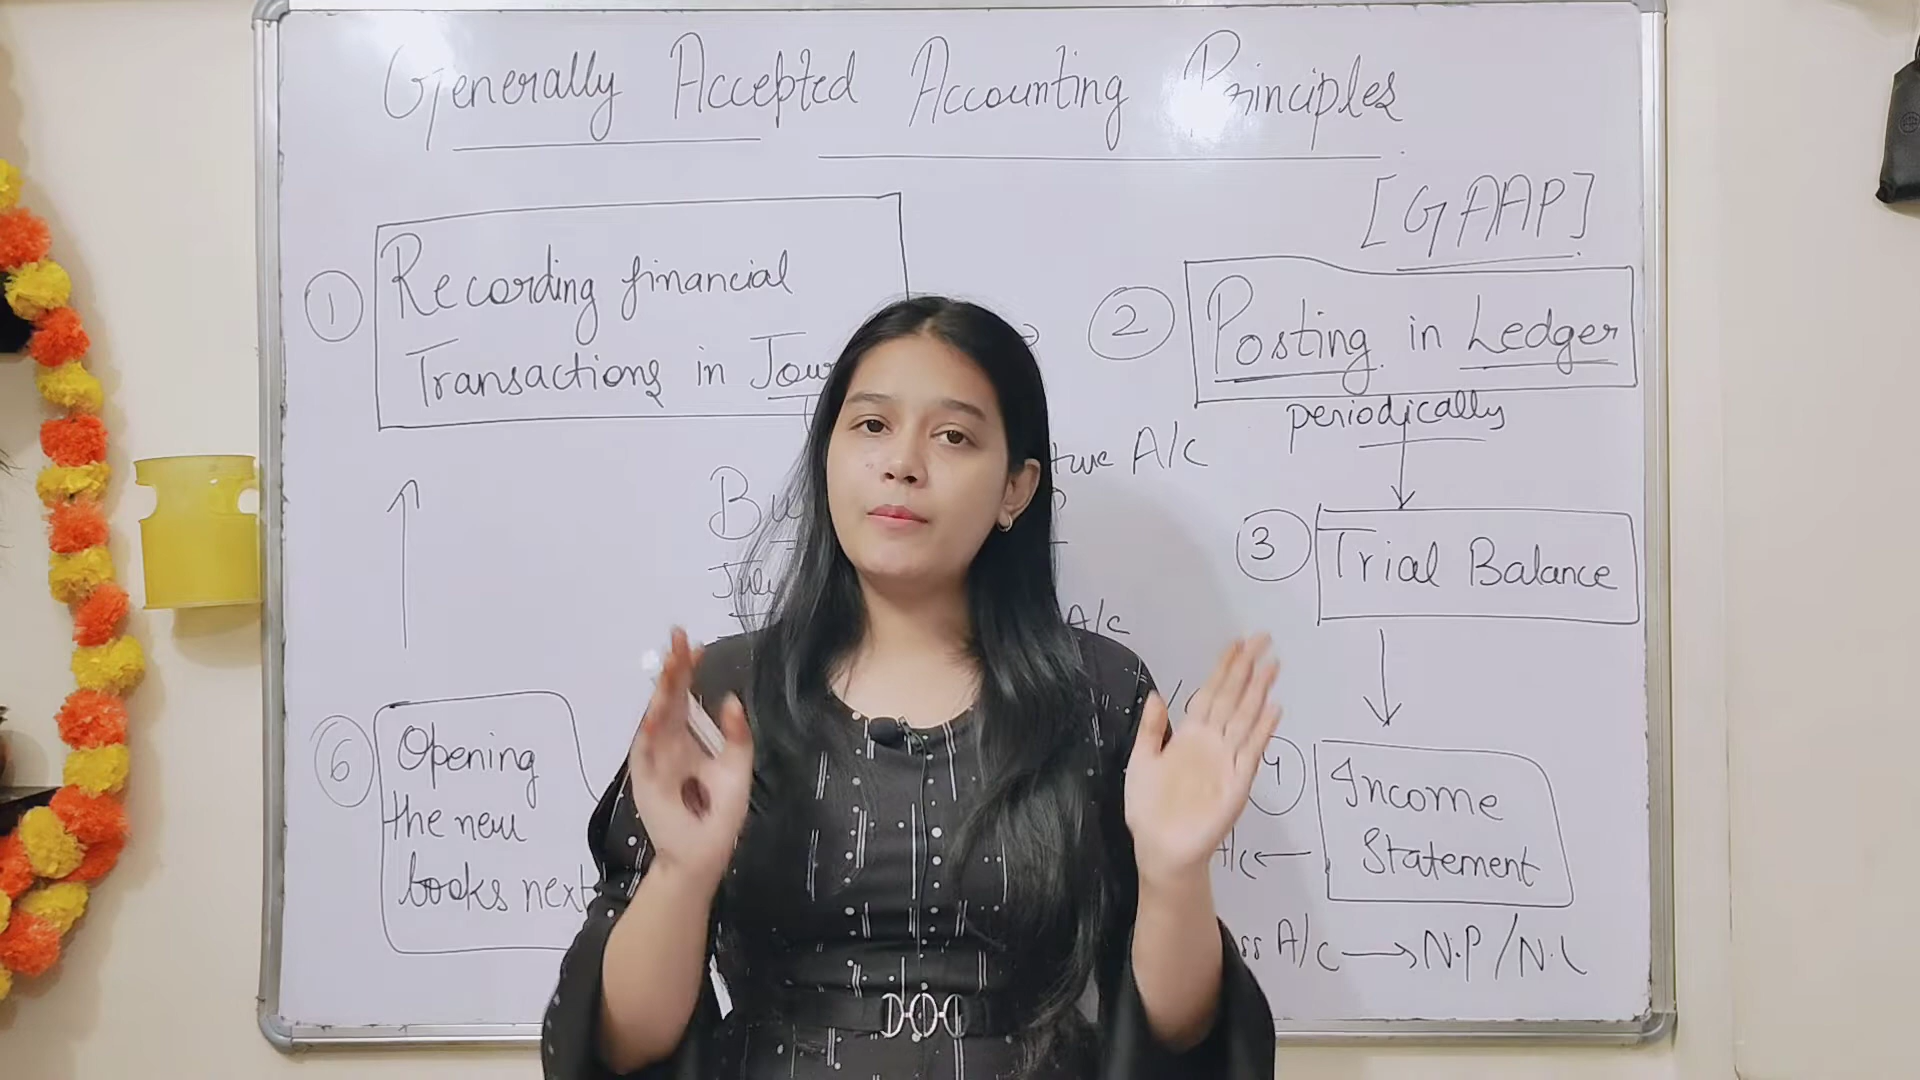 Generally Accepted Accounting Principles
[GAAP]
1
Recording financial
Transactions in
2
Posting in Ledger
periodically
A/c
3
Trial Balance
July
A/c
6
Opening
the new
books next
4
Income
Statement
A/c → N.P/N.L